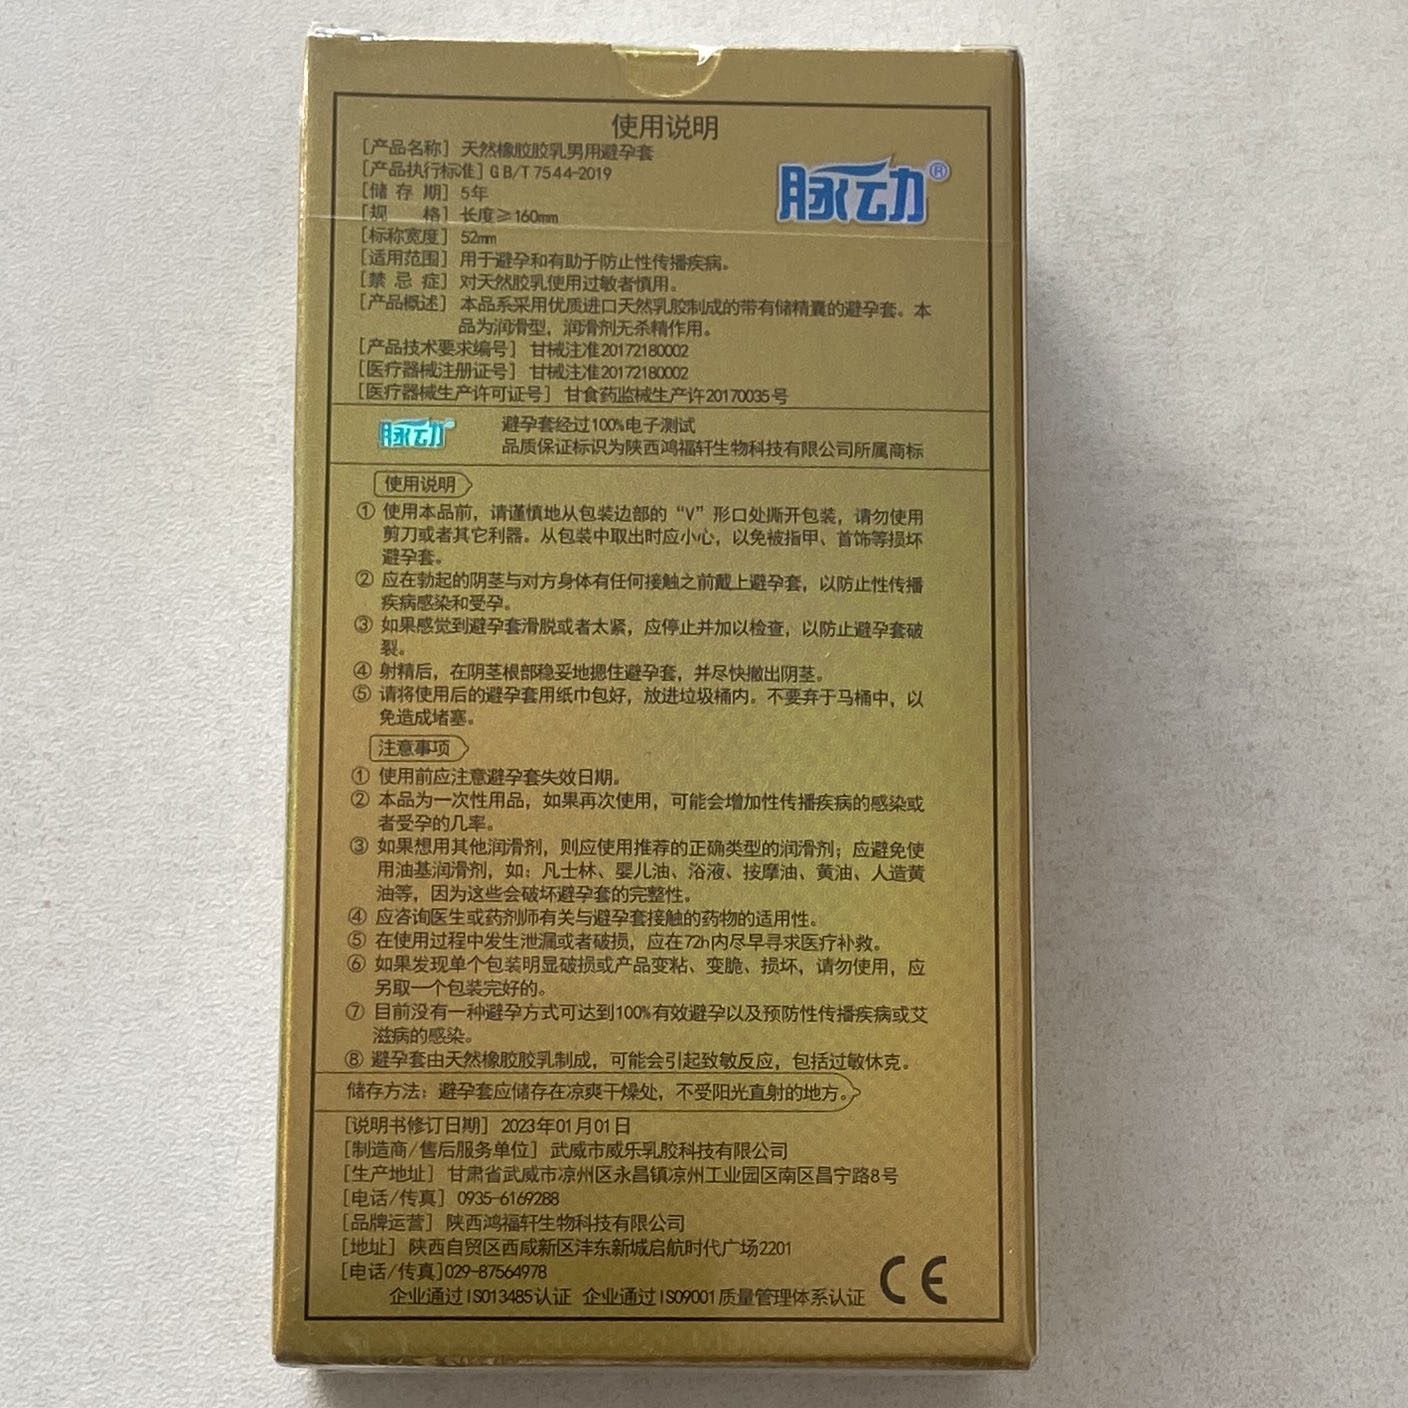 使用说明
[产品名称] 天然橡胶胶乳男用避孕套
[产品执行标准] GB/T 7544-2019
[储 存 期] 5年
[规 格] 长度≥160mm
[标称宽度] 52mm
[适用范围] 用于避孕和有助于防止性传播疾病。
[禁 忌 症] 对天然胶乳使用过敏者慎用。
[产品概述] 本品系采用优质进口天然乳胶制成的带有储精囊的避孕套。本
品为润滑型，润滑剂无杀精作用。
[产品技术要求编号] 甘械注准20172180002
[医疗器械注册证号] 甘械注准20172180002
[医疗器械生产许可证号] 甘食药监械生产许20170035号
脉动®
脉动
避孕套经过100%电子测试
品质保证标识为陕西鸿福轩生物科技有限公司所属商标
使用说明
① 使用本品前，请谨慎地从包装边部的“V”形口处撕开包装，请勿使用
剪刀或者其它利器。从包装中取出时应小心，以免被指甲、首饰等损坏
避孕套。
② 应在勃起的阴茎与对方身体有任何接触之前戴上避孕套，以防止性传播
疾病感染和受孕。
③ 如果感觉到避孕套滑脱或者太紧，应停止并加以检查，以防止避孕套破
裂。
④ 射精后，在阴茎根部稳妥地摁住避孕套，并尽快撤出阴茎。
⑤ 请将使用后的避孕套用纸巾包好，放进垃圾桶内。不要弃于马桶中，以
免造成堵塞。
注意事项
① 使用前应注意避孕套失效日期。
② 本品为一次性用品，如果再次使用，可能会增加性传播疾病的感染或
者受孕的几率。
③ 如果想用其他润滑剂，则应使用推荐的正确类型的润滑剂；应避免使
用油基润滑剂，如：凡士林、婴儿油、浴液、按摩油、黄油、人造黄
油等，因为这些会破坏避孕套的完整性。
④ 应咨询医生或药剂师有关与避孕套接触的药物的适用性。
⑤ 在使用过程中发生泄漏或者破损，应在72h内尽早寻求医疗补救。
⑥ 如果发现单个包装明显破损或产品变粘、变脆、损坏，请勿使用，应
另取一个包装完好的。
⑦ 目前没有一种避孕方式可达到100%有效避孕以及预防性传播疾病或艾
滋病的感染。
⑧ 避孕套由天然橡胶胶乳制成，可能会引起致敏反应，包括过敏休克。
储存方法：避孕套应储存在凉爽干燥处，不受阳光直射的地方。
[说明书修订日期] 2023年01月01日
[制造商/售后服务单位] 武威市威乐乳胶科技有限公司
[生产地址] 甘肃省武威市凉州区永昌镇凉州工业园区南区昌宁路8号
[电话/传真] 0935-6169288
[品牌运营] 陕西鸿福轩生物科技有限公司
[地址] 陕西自贸区西咸新区沣东新城启航时代广场2201
[电话/传真]029-87564978
企业通过ISO13485认证 企业通过ISO9001质量管理体系认证
CE